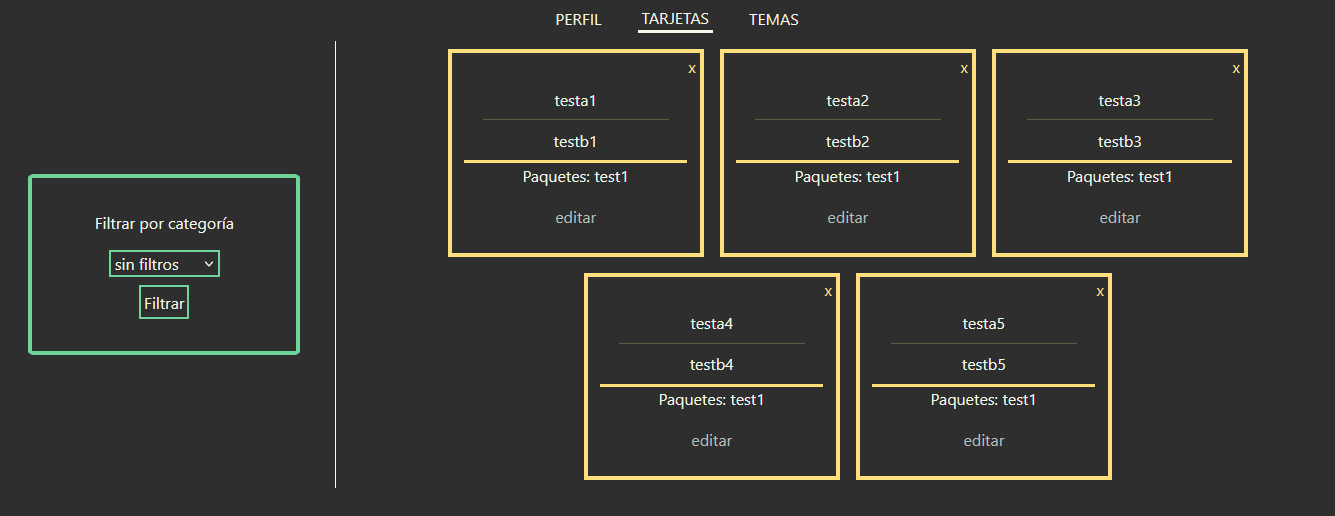 PERFIL TARJETAS TEMAS
Filtrar por categoría
sin filtros
Filtrar
x
testa1
testb1
Paquetes: test1
editar
x
testa2
testb2
Paquetes: test1
editar
x
testa3
testb3
Paquetes: test1
editar
x
testa4
testb4
Paquetes: test1
editar
x
testa5
testb5
Paquetes: test1
editar